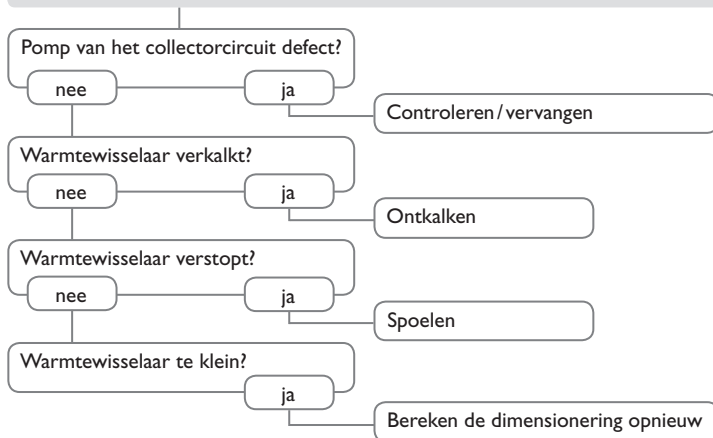 Pomp van het collectorcircuit defect?
nee
ja
Controleren/vervangen
Warmtewisselaar verkalkt?
nee
ja
Ontkalken
Warmtewisselaar verstopt?
nee
ja
Spoelen
Warmtewisselaar te klein?
ja
Bereken de dimensionering opnieuw